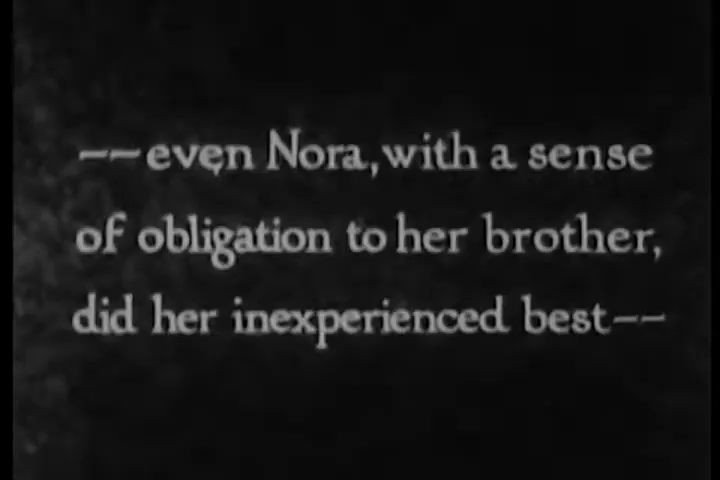 --even Nora, with a sense
of obligation to her brother,
did her inexperienced best--